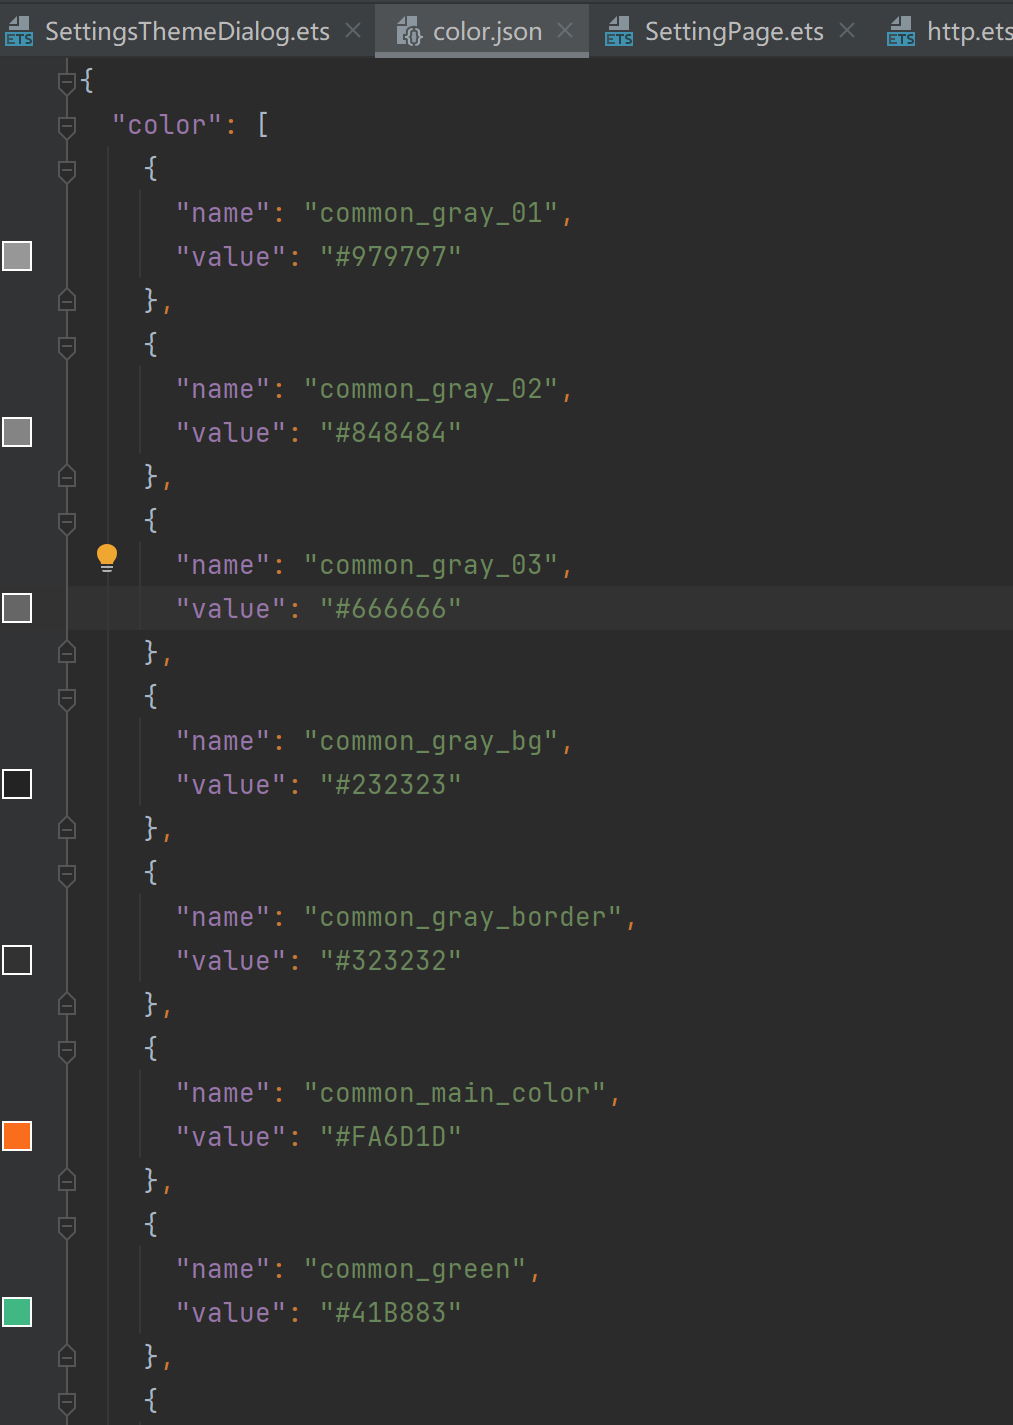 SettingsThemeDialog.ets color.json SettingPage.ets http.ets
{
"color": [
{
"name": "common_gray_01",
"value": "#979797"
},
{
"name": "common_gray_02",
"value": "#848484"
},
{
"name": "common_gray_03",
"value": "#666666"
},
{
"name": "common_gray_bg",
"value": "#232323"
},
{
"name": "common_gray_border",
"value": "#323232"
},
{
"name": "common_main_color",
"value": "#FA6D1D"
},
{
"name": "common_green",
"value": "#41B883"
},
{